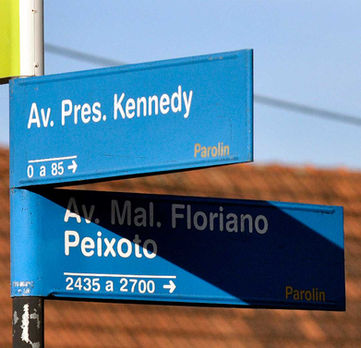 Av. Pres. Kennedy
Parolin
0 a 85 →
Av. Mal. Floriano
Peixoto
2435 a 2700 →
Parolin